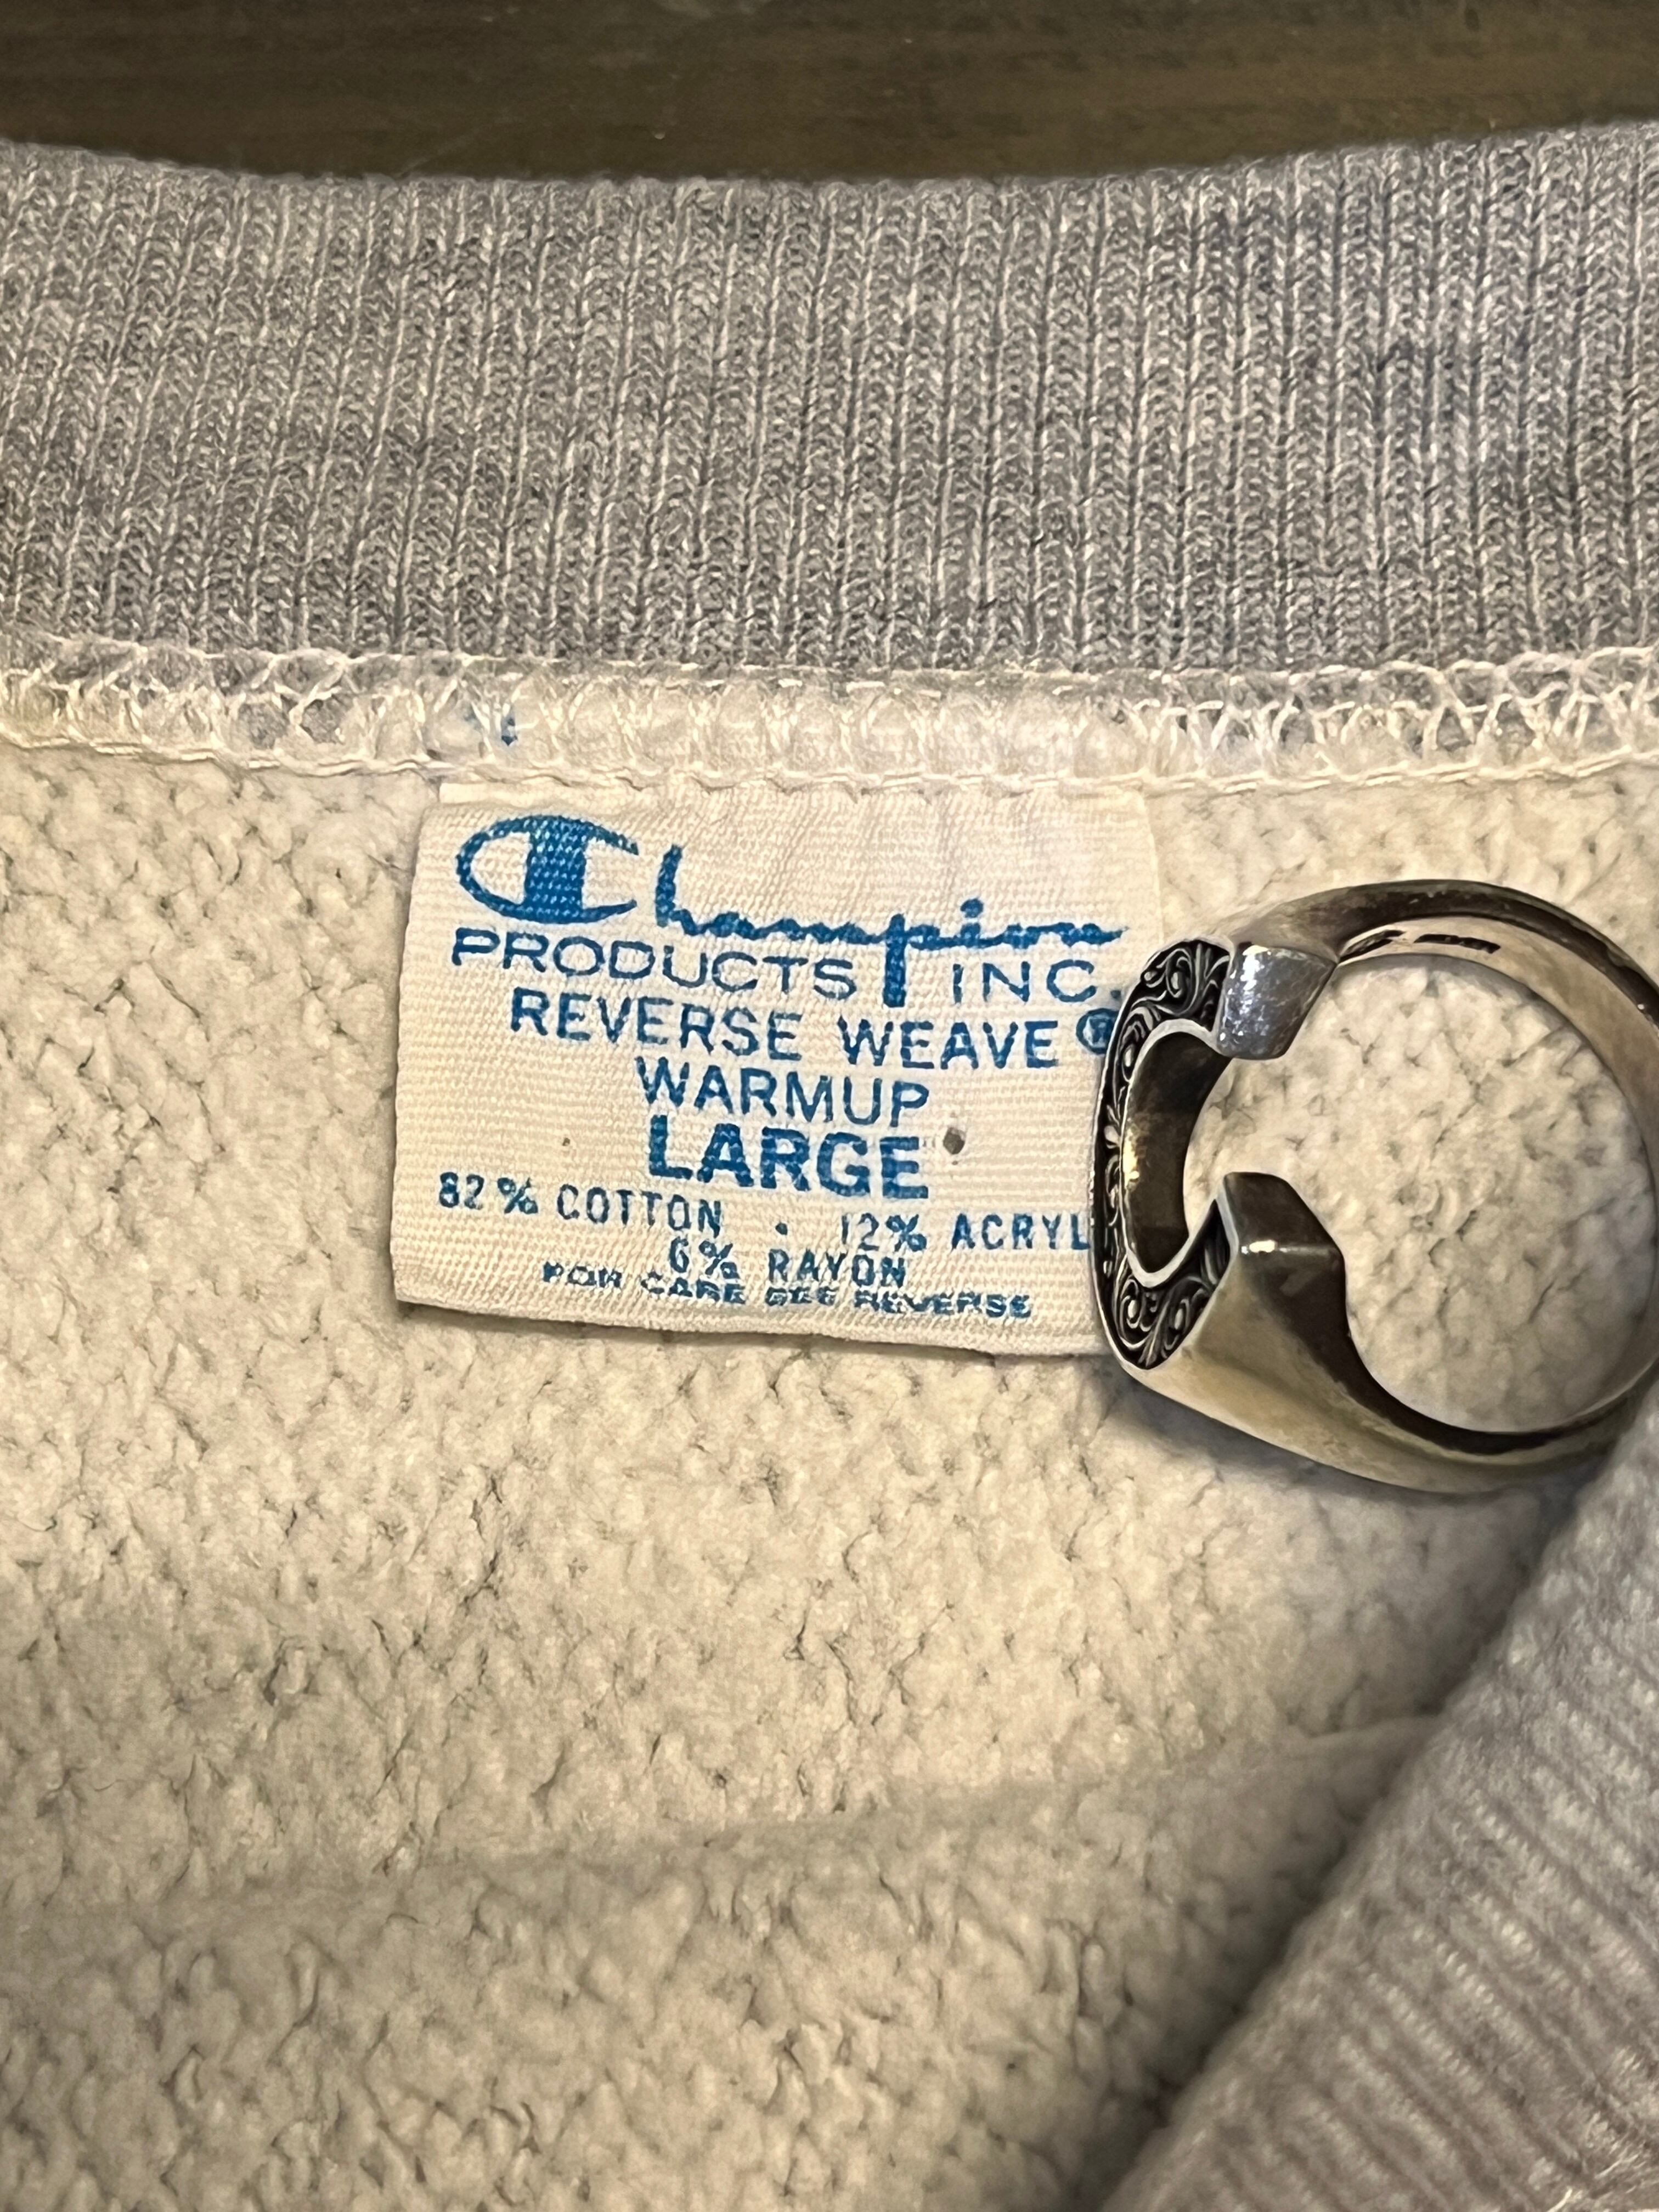 Champion
PRODUCTS INC.
REVERSE WEAVE®
WARMUP
LARGE
82% COTTON . 12% ACRYL
6% RAYON
FOR CARE SEE REVERSE